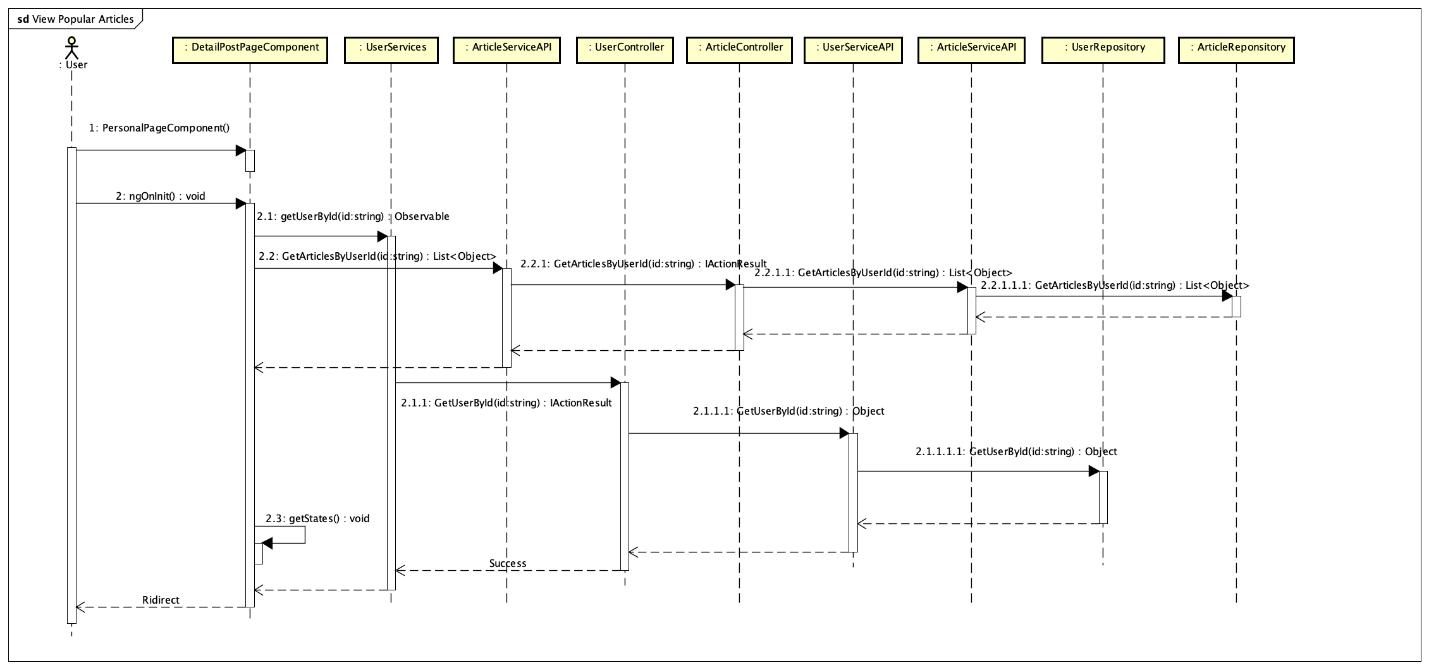 sd View Popular Articles
: User
: DetailPostPageComponent
: UserServices
: ArticleServiceAPI
: UserController
: ArticleController
: UserServiceAPI
: ArticleServiceAPI
: UserRepository
: ArticleReponsitory
1: PersonalPageComponent()
2: ngOnInit() : void
2.1: getUserById(id:string) : Observable
2.2: GetArticlesByUserId(id:string) : List<Object>
2.2.1: GetArticlesByUserId(id:string) : IActionResult
2.2.1.1: GetArticlesByUserId(id:string) : List<Object>
2.2.1.1.1: GetArticlesByUserId(id:string) : List<Object>
2.1.1: GetUserById(id:string) : IActionResult
2.1.1.1: GetUserById(id:string) : Object
2.1.1.1.1: GetUserById(id:string) : Object
2.3: getStates() : void
Success
Ridirect